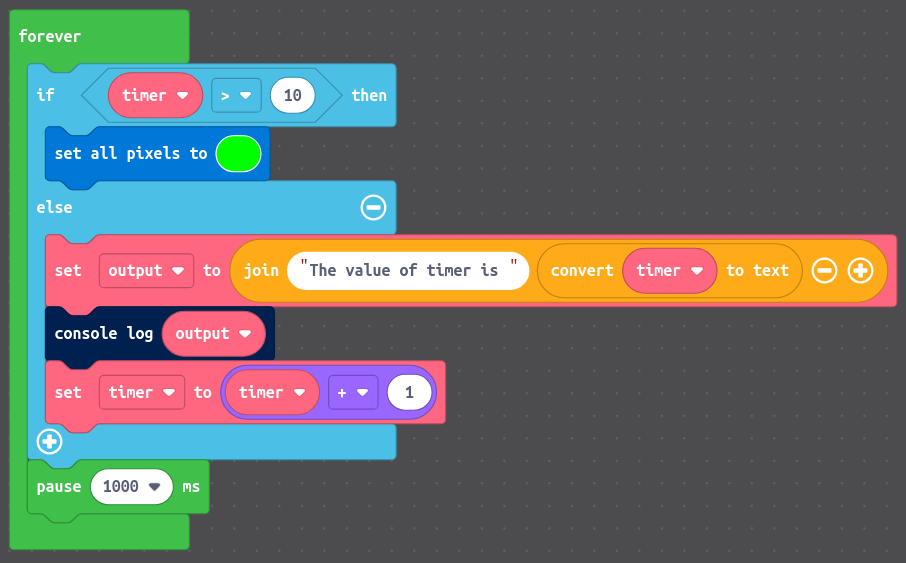 forever
if timer > 10 then
set all pixels to
else
set output to join "The value of timer is " convert timer to text
console log output
set timer to timer + 1
pause 1000 ms